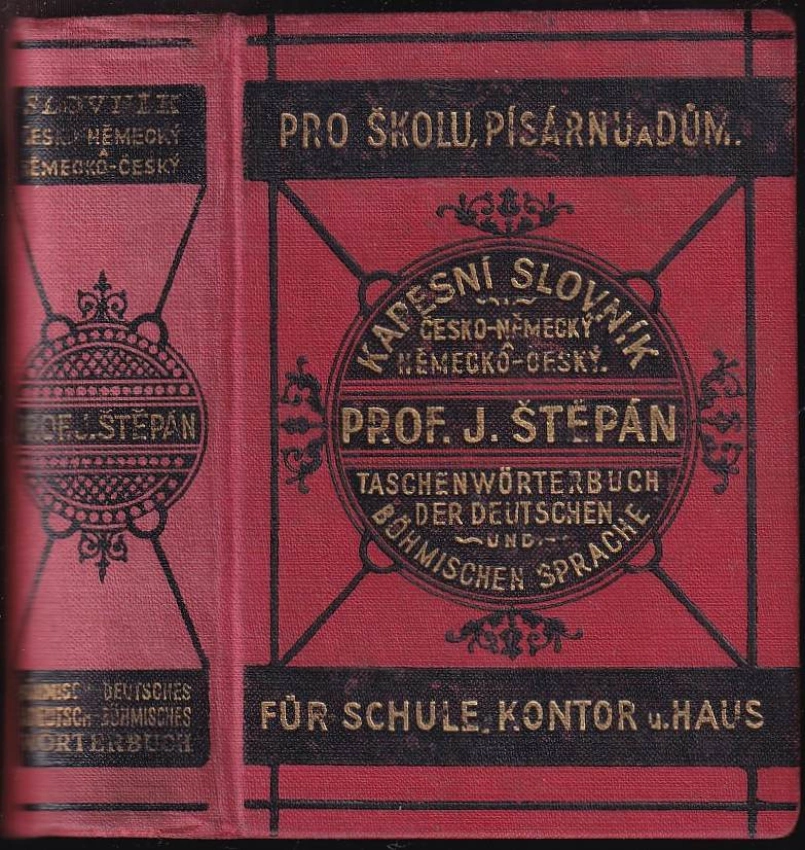 SLOVNÍK
ČESKO-NĚMECKÝ
NĚMECKO-ČESKÝ
PROF. J. ŠTĚPÁN
DEUTSCHES
DEUTSCH-BÖHMISCHES
WÖRTERBUCH
PRO ŠKOLU, PÍSÁRNU A DŮM.
KAPESNÍ SLOVNÍK
ČESKO-NĚMECKÝ
A
NĚMECKO-ČESKÝ.
PROF. J. ŠTĚPÁN
TASCHENWÖRTERBUCH
DER DEUTSCHEN
UND
BÖHMISCHEN SPRACHE
FÜR SCHULE, KONTOR u. HAUS